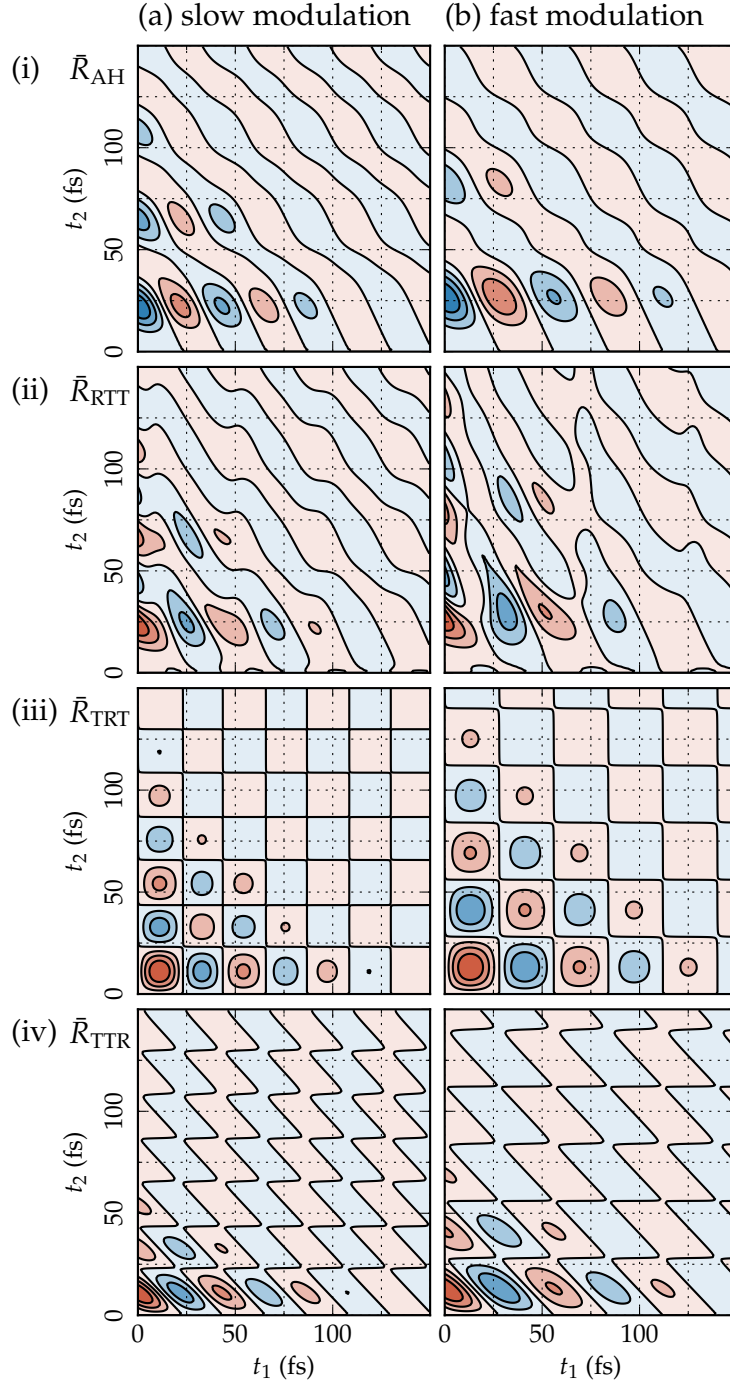 (a) slow modulation (b) fast modulation
(i) R̄AH
t2 (fs)
100
50
0
(ii) R̄RTT
t2 (fs)
100
50
0
(iii) R̄TRT
t2 (fs)
100
50
0
(iv) R̄TTR
t2 (fs)
100
50
0
0 50 100 0 50 100
t1 (fs) t1 (fs)